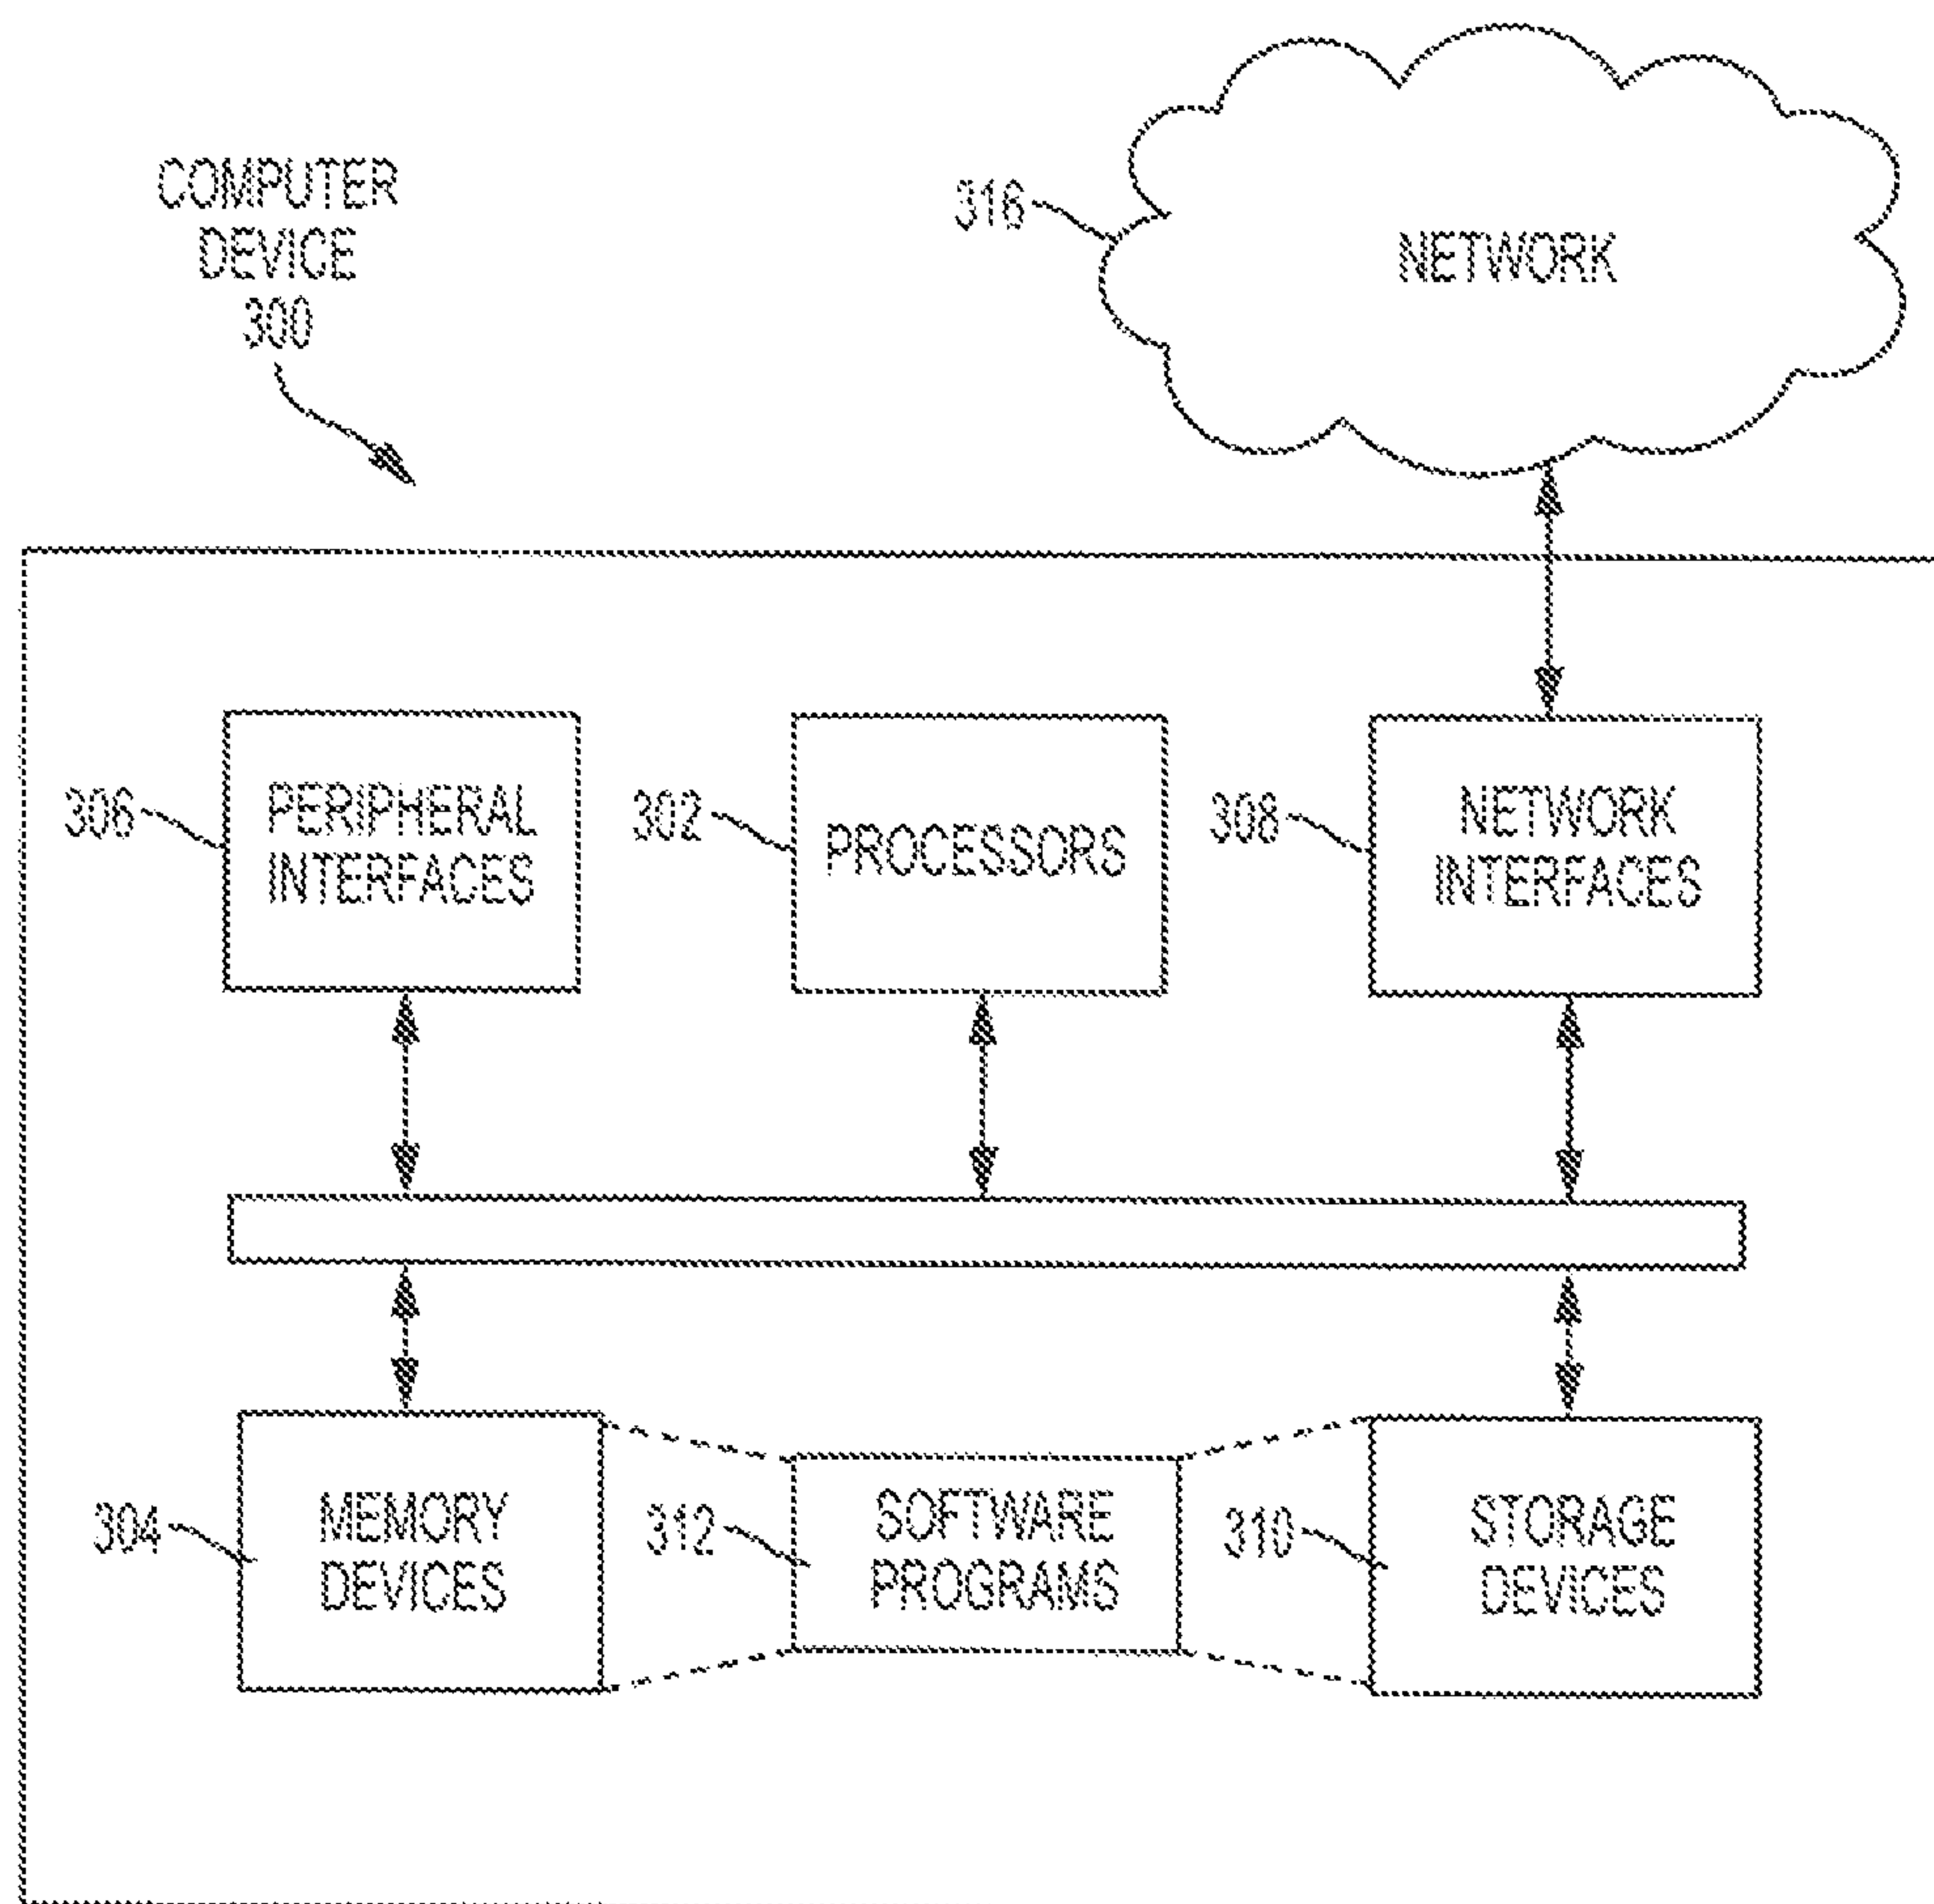 COMPUTER
DEVICE
300
316
NETWORK
306
PERIPHERAL
INTERFACES
302
PROCESSORS
308
NETWORK
INTERFACES
304
MEMORY
DEVICES
312
SOFTWARE
PROGRAMS
310
STORAGE
DEVICES